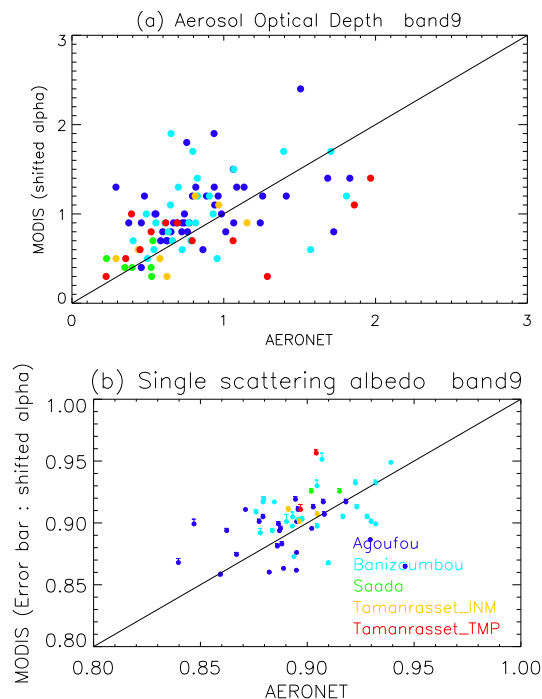 (a) Aerosol Optical Depth band9
3
2
1
0
MODIS (shifted alpha)
0 1 2 3
AERONET
(b) Single scattering albedo band9
1.00
0.95
0.90
0.85
0.80
MODIS (Error bar : shifted alpha)
Agoufou
Banizoumbou
Saada
Tamanrasset_INM
Tamanrasset_TMP
0.80 0.85 0.90 0.95 1.00
AERONET